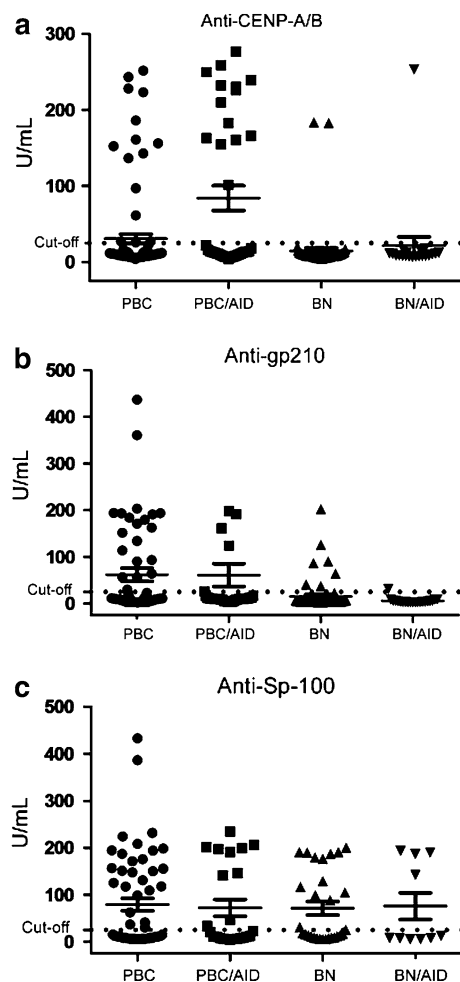 a
Anti-CENP-A/B
U/mL
300
200
100
Cut-off
0
PBC PBC/AID BN BN/AID
b
Anti-gp210
U/mL
500
400
300
200
100
Cut-off
0
PBC PBC/AID BN BN/AID
c
Anti-Sp-100
U/mL
500
400
300
200
100
Cut-off
0
PBC PBC/AID BN BN/AID